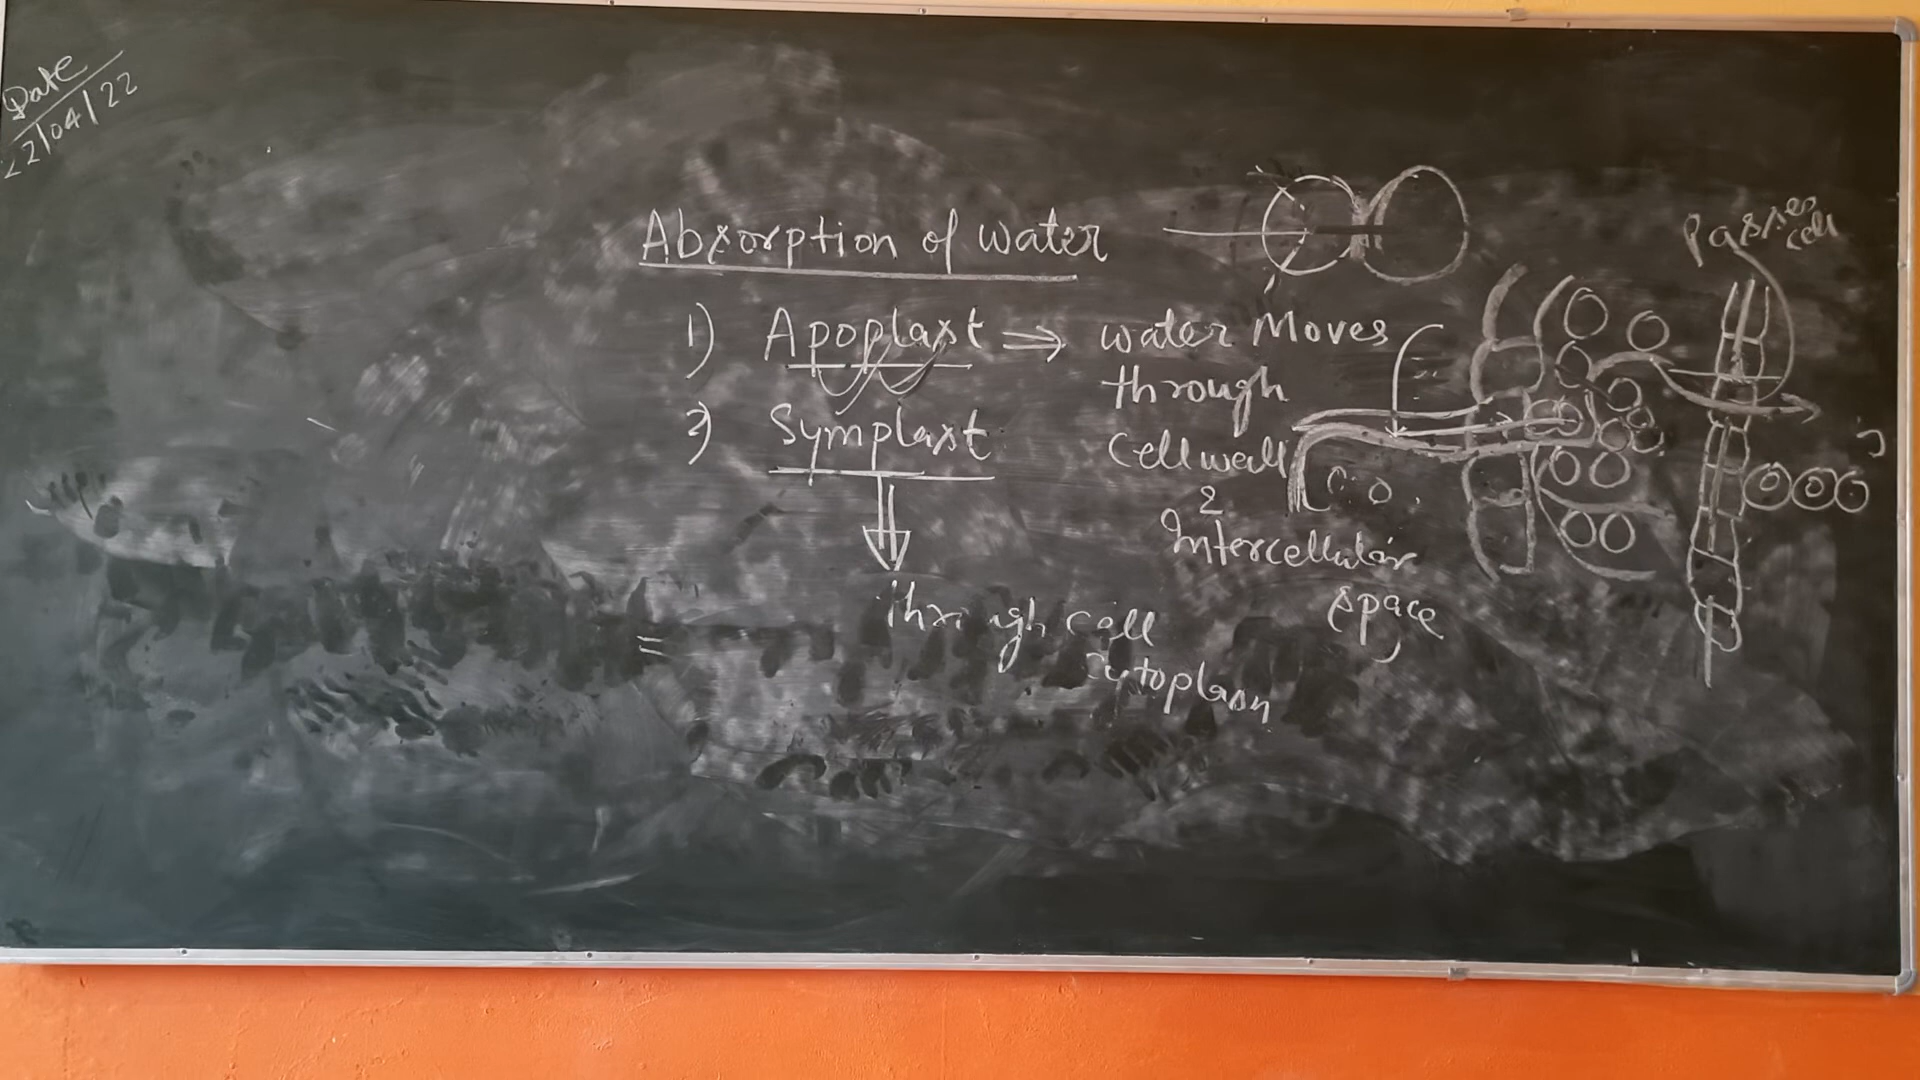 Date
22/04/22
Absorption of water
1) Apoplast ⇒ water Moves
through
Cell wall
&
Intercellular
space
2) Symplast
⇓
through cell
cytoplasm
Passes
cell